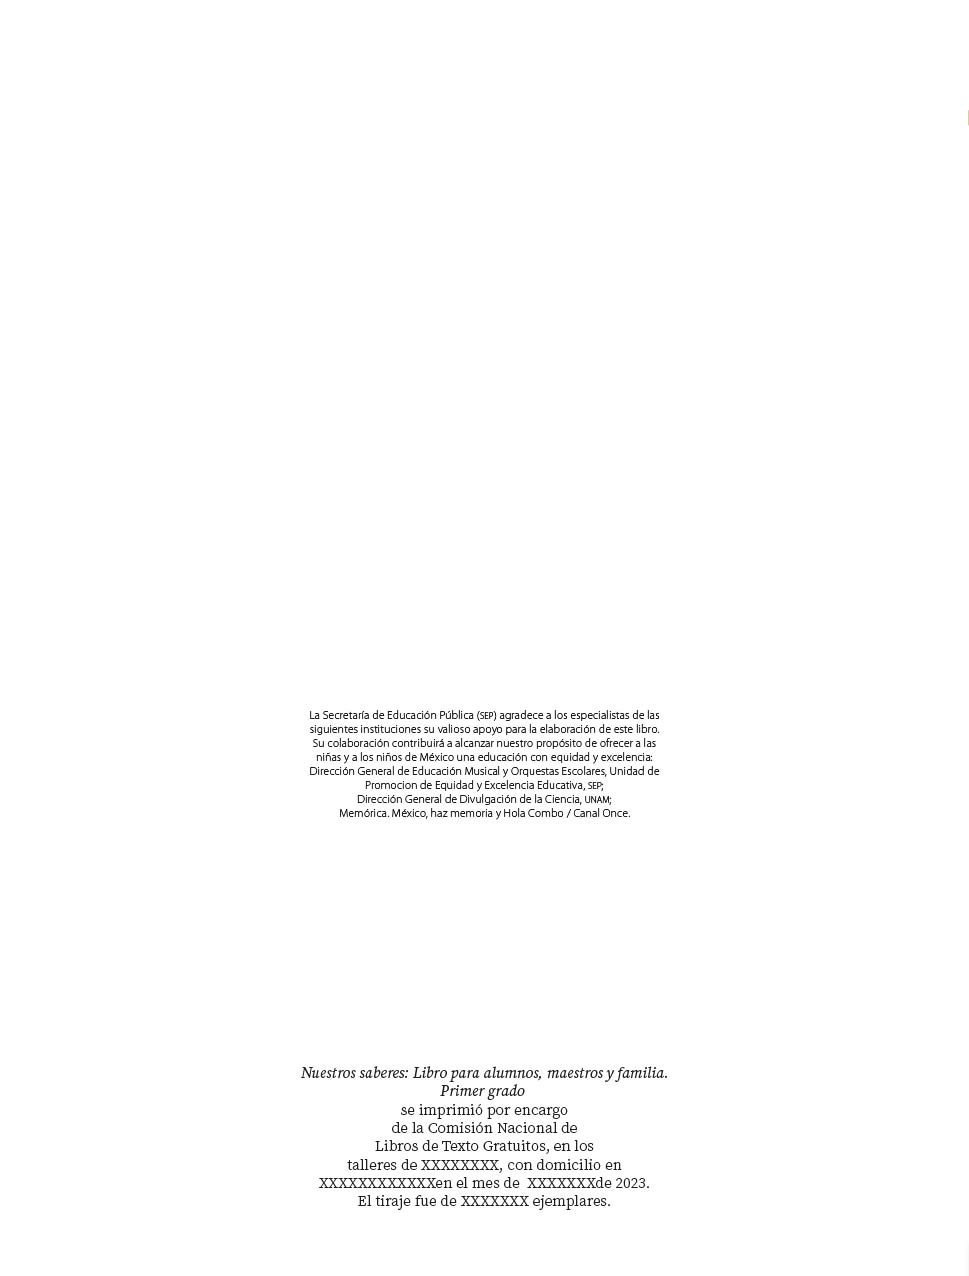 La Secretaría de Educación Pública (SEP) agradece a los especialistas de las
siguientes instituciones su valioso apoyo para la elaboración de este libro.
Su colaboración contribuirá a alcanzar nuestro propósito de ofrecer a las
niñas y a los niños de México una educación con equidad y excelencia:
Dirección General de Educación Musical y Orquestas Escolares, Unidad de
Promocion de Equidad y Excelencia Educativa, SEP;
Dirección General de Divulgación de la Ciencia, UNAM;
Memórica. México, haz memoria y Hola Combo / Canal Once.
Nuestros saberes: Libro para alumnos, maestros y familia.
Primer grado
se imprimió por encargo
de la Comisión Nacional de
Libros de Texto Gratuitos, en los
talleres de XXXXXXXX, con domicilio en
XXXXXXXXXXXXen el mes de XXXXXXXde 2023.
El tiraje fue de XXXXXXX ejemplares.